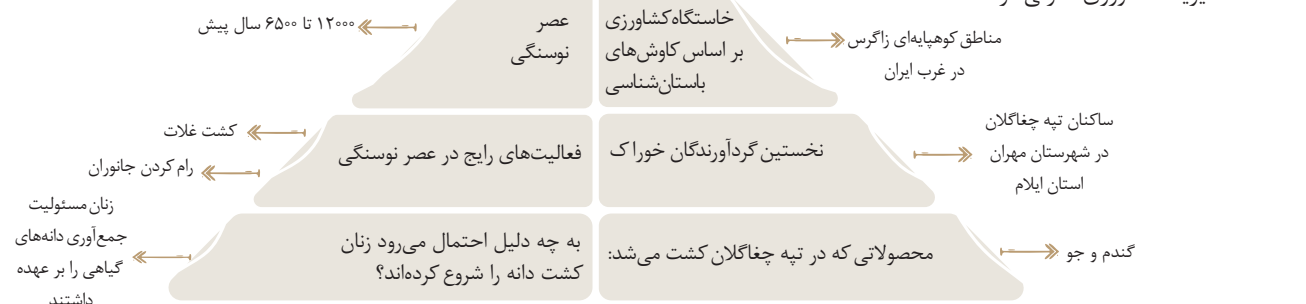 خاستگاه کشاورزی
بر اساس کاوش‌های
باستان‌شناسی
مناطق کوهپایه‌ای زاگرس
در غرب ایران
عصر
نوسنگی
۱۲۰۰۰ تا ۶۵۰۰ سال پیش
نخستین گردآورندگان خوراک
ساکنان تپه چغاگلان
در شهرستان مهران
استان ایلام
فعالیت‌های رایج در عصر نوسنگی
کشت غلات
رام کردن جانوران
محصولاتی که در تپه چغاگلان کشت می‌شد:
گندم و جو
به چه دلیل احتمال می‌رود زنان
کشت دانه را شروع کرده‌اند؟
زنان مسئولیت
جمع‌آوری دانه‌های
گیاهی را بر عهده
داشتند